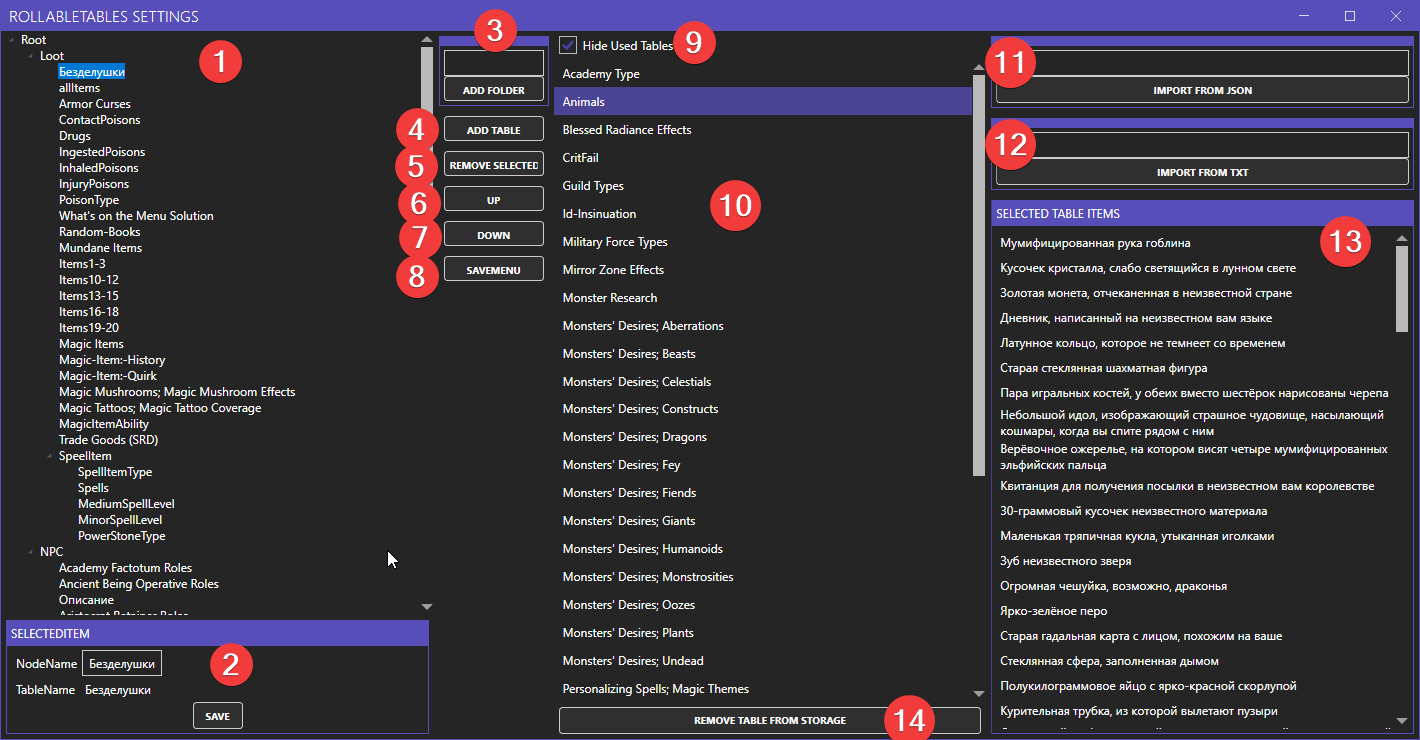 ROLLABLETABLES SETTINGS
Root
Loot
Безделушки
allItems
Armor Curses
ContactPoisons
Drugs
IngestedPoisons
InhaledPoisons
InjuryPoisons
PoisonType
What's on the Menu Solution
Random-Books
Mundane Items
Items1-3
Items10-12
Items13-15
Items16-18
Items19-20
Magic Items
Magic-Item:-History
Magic-Item:-Quirk
Magic Mushrooms; Magic Mushroom Effects
Magic Tattoos; Magic Tattoo Coverage
MagicItemAbility
Trade Goods (SRD)
SpeelItem
SpellItemType
Spells
MediumSpellLevel
MinorSpellLevel
PowerStoneType
NPC
Academy Factotum Roles
Ancient Being Operative Roles
Описание
1
SELECTEDITEM
NodeName Безделушки
TableName Безделушки
SAVE
2
3
ADD FOLDER
4 ADD TABLE
5 REMOVE SELECTED
6 UP
7 DOWN
8 SAVEMENU
Hide Used Tables 9
Academy Type
Animals
Blessed Radiance Effects
CritFail
Guild Types
Id-Insinuation
Military Force Types
Mirror Zone Effects
Monster Research
Monsters' Desires; Aberrations
Monsters' Desires; Beasts
Monsters' Desires; Celestials
Monsters' Desires; Constructs
Monsters' Desires; Dragons
Monsters' Desires; Fey
Monsters' Desires; Fiends
Monsters' Desires; Giants
Monsters' Desires; Humanoids
Monsters' Desires; Monstrosities
Monsters' Desires; Oozes
Monsters' Desires; Plants
Monsters' Desires; Undead
Personalizing Spells; Magic Themes
10
REMOVE TABLE FROM STORAGE 14
11
IMPORT FROM JSON
12
IMPORT FROM TXT
SELECTED TABLE ITEMS
13
Мумифицированная рука гоблина
Кусочек кристалла, слабо светящийся в лунном свете
Золотая монета, отчеканенная в неизвестной стране
Дневник, написанный на неизвестном вам языке
Латунное кольцо, которое не темнеет со временем
Старая стеклянная шахматная фигура
Пара игральных костей, у обеих вместо шестёрок нарисованы черепа
Небольшой идол, изображающий страшное чудовище, насылающий
кошмары, когда вы спите рядом с ним
Верёвочное ожерелье, на котором висят четыре мумифицированных
эльфийских пальца
Квитанция для получения посылки в неизвестном вам королевстве
30-граммовый кусочек неизвестного материала
Маленькая тряпичная кукла, утыканная иголками
Зуб неизвестного зверя
Огромная чешуйка, возможно, драконья
Ярко-зелёное перо
Старая гадальная карта с лицом, похожим на ваше
Стеклянная сфера, заполненная дымом
Полукилограммовое яйцо с ярко-красной скорлупой
Курительная трубка, из которой вылетают пузыри